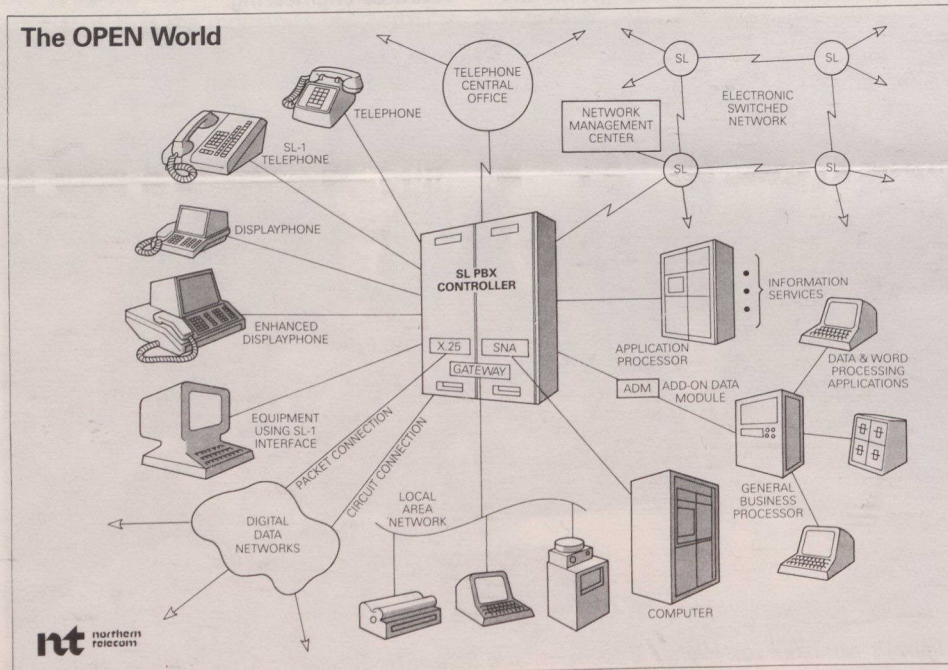 The OPEN World
TELEPHONE
SL-1
TELEPHONE
DISPLAYPHONE
ENHANCED
DISPLAYPHONE
EQUIPMENT
USING SL-1
INTERFACE
TELEPHONE
CENTRAL
OFFICE
NETWORK
MANAGEMENT
CENTER
SL
SL
SL
SL
ELECTRONIC
SWITCHED
NETWORK
SL PBX
CONTROLLER
X.25
SNA
GATEWAY
APPLICATION
PROCESSOR
INFORMATION
SERVICES
ADM
ADD-ON DATA
MODULE
DATA & WORD
PROCESSING
APPLICATIONS
GENERAL
BUSINESS
PROCESSOR
PACKET CONNECTION
CIRCUIT CONNECTION
DIGITAL
DATA
NETWORKS
LOCAL
AREA
NETWORK
COMPUTER
nt northern
telecom